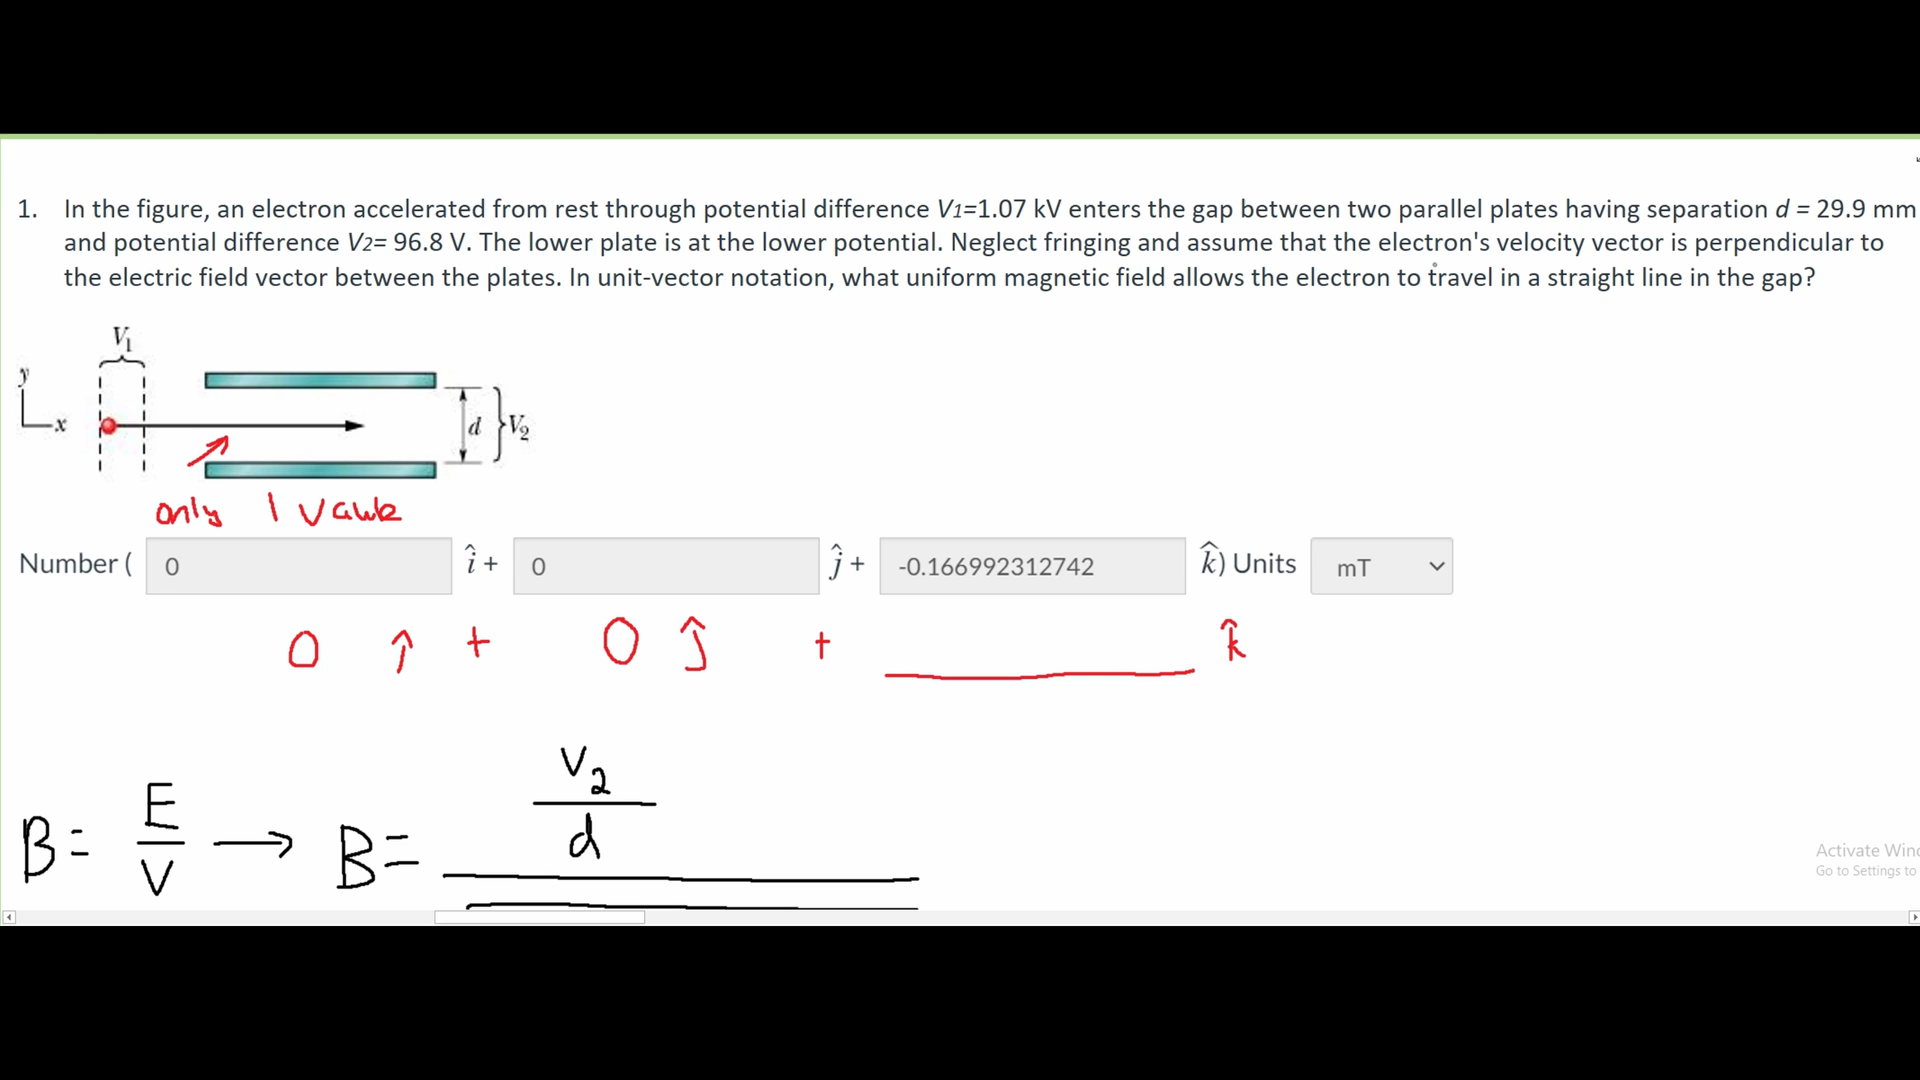 1. In the figure, an electron accelerated from rest through potential difference V1=1.07 kV enters the gap between two parallel plates having separation d = 29.9 mm
and potential difference V2= 96.8 V. The lower plate is at the lower potential. Neglect fringing and assume that the electron's velocity vector is perpendicular to
the electric field vector between the plates. In unit-vector notation, what uniform magnetic field allows the electron to travel in a straight line in the gap?
V₁
y
x
d
V₂
only 1 value
Number ( 0 î + 0 ĵ + -0.166992312742 k̂) Units mT
0 î + 0 ĵ + ______ k̂
B = E/V → B = V₂/d
Activate Winc
Go to Settings to